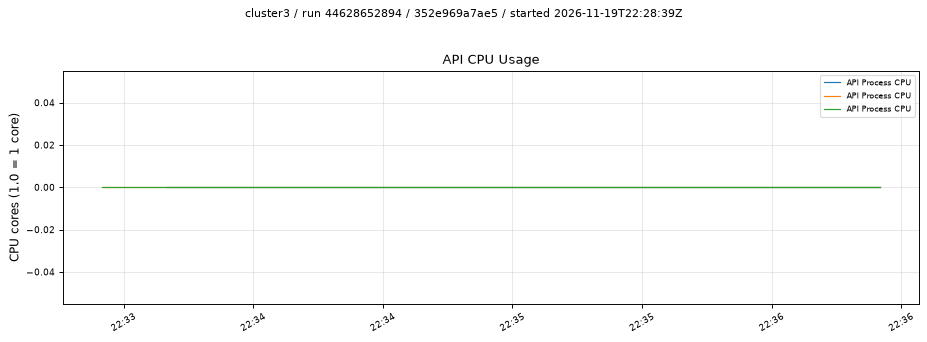 cluster3 / run 44628652894 / 352e969a7ae5 / started 2026-11-19T22:28:39Z
API CPU Usage
API Process CPU
API Process CPU
API Process CPU
CPU cores (1.0 = 1 core)
0.04
0.02
0.00
−0.02
−0.04
22:33
22:34
22:34
22:35
22:35
22:36
22:36